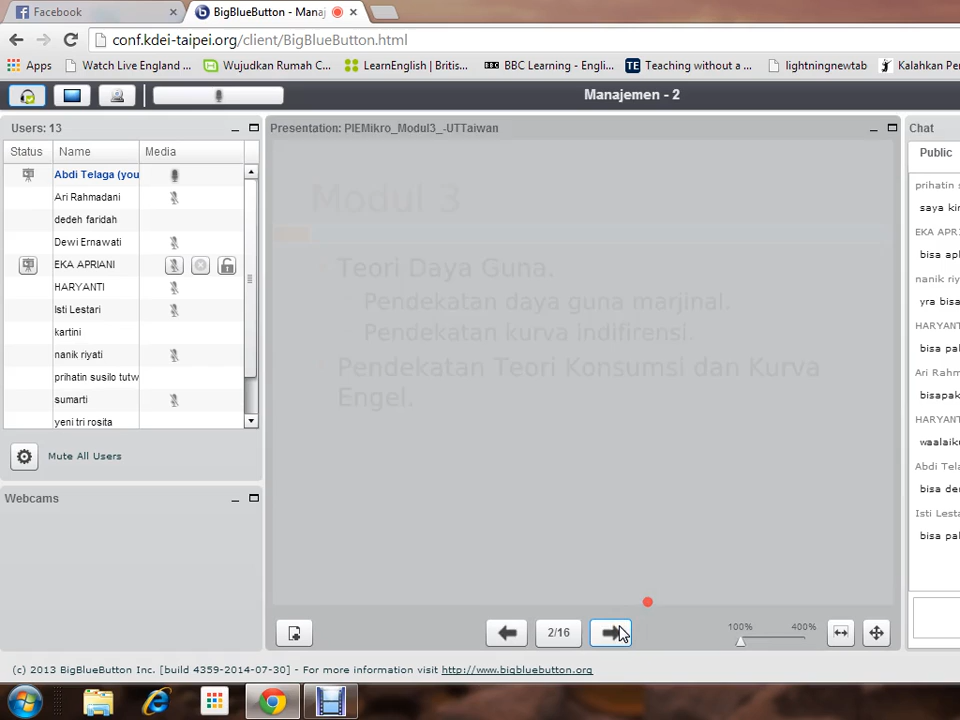 Facebook
BigBlueButton - Manaj
conf.kdei-taipei.org/client/BigBlueButton.html
Apps
Watch Live England ...
Wujudkan Rumah C...
LearnEnglish | Britis...
BBC BBC Learning - Engli...
TE Teaching without a ...
lightningnewtab
Kalahkan Pe
Manajemen - 2
Users: 13
Status Name Media
Abdi Telaga (you
Ari Rahmadani
dedeh faridah
Dewi Ernawati
EKA APRIANI
HARYANTI
Isti Lestari
kartini
nanik riyati
prihatin susilo tutw
sumarti
yeni tri rosita
Mute All Users
Webcams
Presentation: PIEMikro_Modul3_-UTTaiwan
Modul 3
Teori Daya Guna.
Pendekatan daya guna marjinal.
Pendekatan kurva indifirensi.
Pendekatan Teori Konsumsi dan Kurva
Engel.
2/16
100% 400%
Chat
Public
prihatin s
saya kir
EKA APR
bisa apl
nanik riy
yra bisa
HARYAN
bisa pal
Ari Rahm
bisapak
HARYAN
waalaik
Abdi Tela
bisa der
Isti Lest
bisa pal
(c) 2013 BigBlueButton Inc. [build 4359-2014-07-30] - For more information visit http://www.bigbluebutton.org